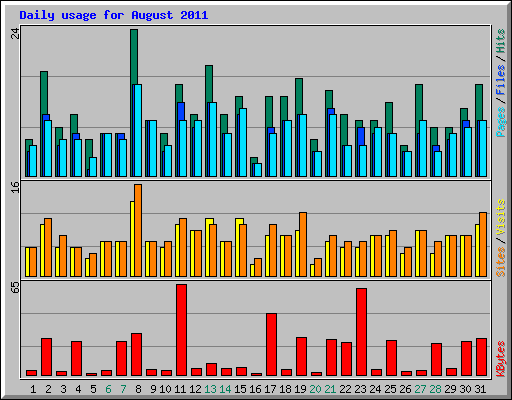 Daily usage for August 2011
24
Pages / Files / Hits
16
Sites / Visits
65
KBytes
1 2 3 4 5 6 7 8 9 10 11 12 13 14 15 16 17 18 19 20 21 22 23 24 25 26 27 28 29 30 31